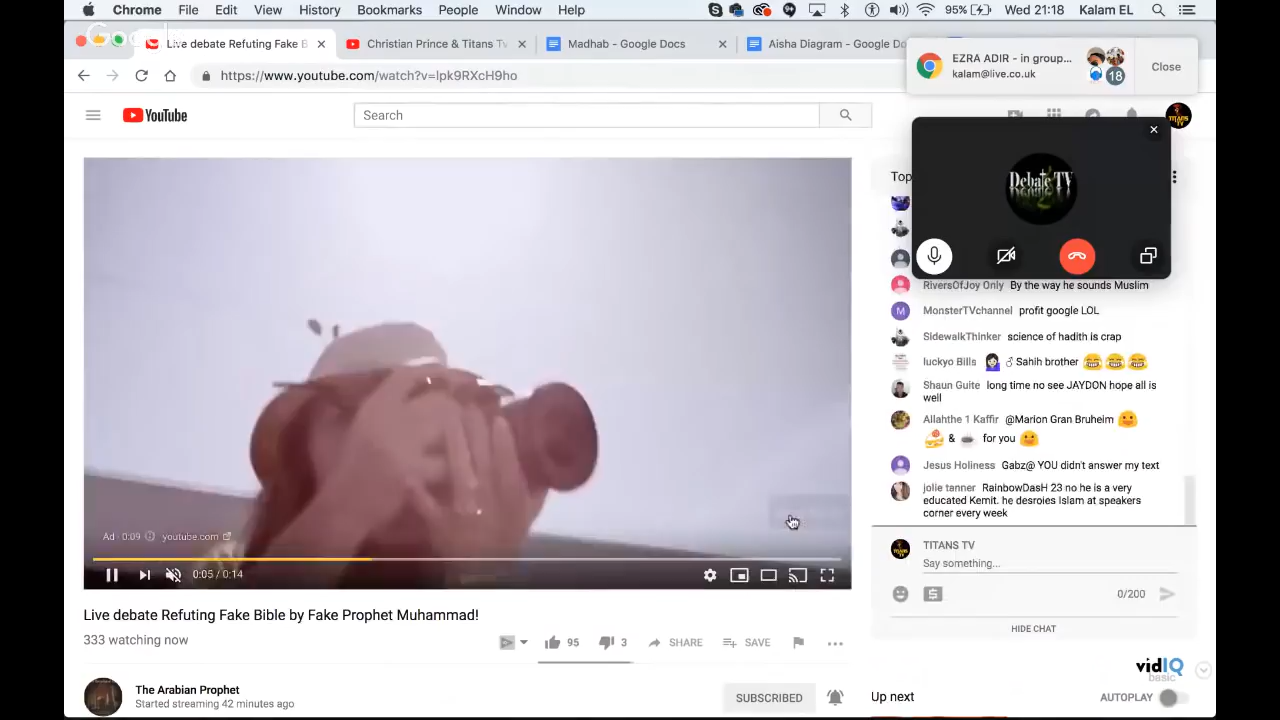 Chrome File Edit View History Bookmarks People Window Help 95% Wed 21:18 Kalam EL
Google
Live debate Refuting Fake B × Christian Prince & Titans Tv × Madhab - Google Docs × Aisha Diagram - Google Do
https://www.youtube.com/watch?v=lpk9RXcH9ho
EZRA ADIR - in group...
kalam@live.co.uk
18
Close
YouTube
Search
TITANS TV
Top
Debate TV
RiversOfJoy Only By the way he sounds Muslim
MonsterTVchannel profit google LOL
SidewalkThinker science of hadith is crap
luckyo Bills 🤷🏻‍♀️ ♂ Sahih brother 😂😂😂
Shaun Guite long time no see JAYDON hope all is
well
Allahthe 1 Kaffir @Marion Gran Bruheim 🙂
🍰 & ☕ for you 🙂
Jesus Holiness Gabz@ YOU didn't answer my text
jolie tanner RainbowDasH 23 no he is a very
educated Kemit. he desroies Islam at speakers
corner every week
Ad · 0:09 youtube.com
0:05 / 0:14
TITANS TV
Say something...
0/200
HIDE CHAT
Live debate Refuting Fake Bible by Fake Prophet Muhammad!
333 watching now
95 3 SHARE SAVE
vidIQ
basic
The Arabian Prophet
Started streaming 42 minutes ago
SUBSCRIBED
Up next
AUTOPLAY